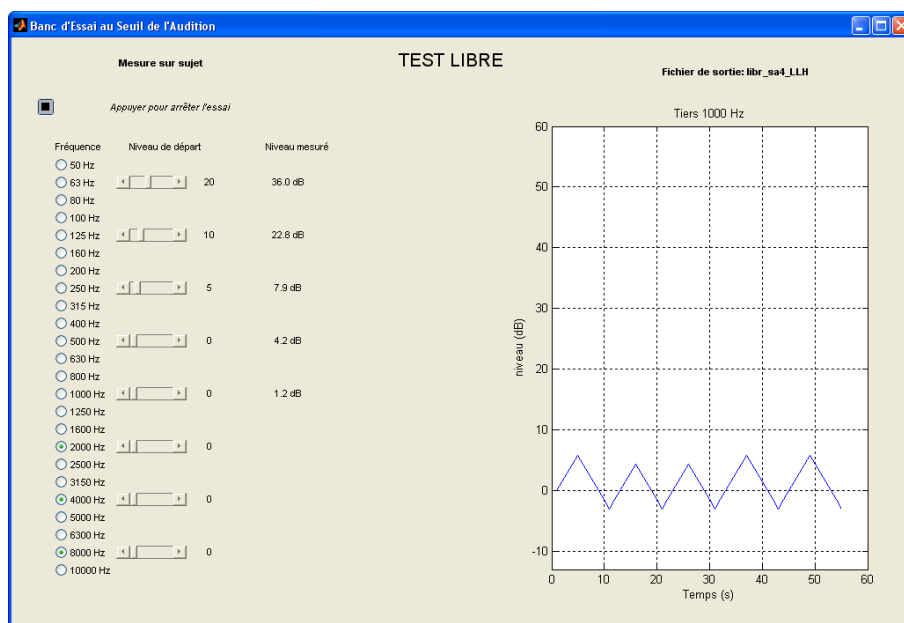 Banc d'Essai au Seuil de l'Audition
Mesure sur sujet
TEST LIBRE
Fichier de sortie: libr_sa4_LLH
Appuyer pour arrêter l'essai
Fréquence Niveau de départ Niveau mesuré
50 Hz
63 Hz 20 36.0 dB
80 Hz
100 Hz
125 Hz 10 22.8 dB
160 Hz
200 Hz
250 Hz 5 7.9 dB
315 Hz
400 Hz
500 Hz 0 4.2 dB
630 Hz
800 Hz
1000 Hz 0 1.2 dB
1250 Hz
1600 Hz
2000 Hz 0
2500 Hz
3150 Hz
4000 Hz 0
5000 Hz
6300 Hz
8000 Hz 0
10000 Hz
Tiers 1000 Hz
60
50
40
30
20
10
0
-10
niveau (dB)
0 10 20 30 40 50 60
Temps (s)